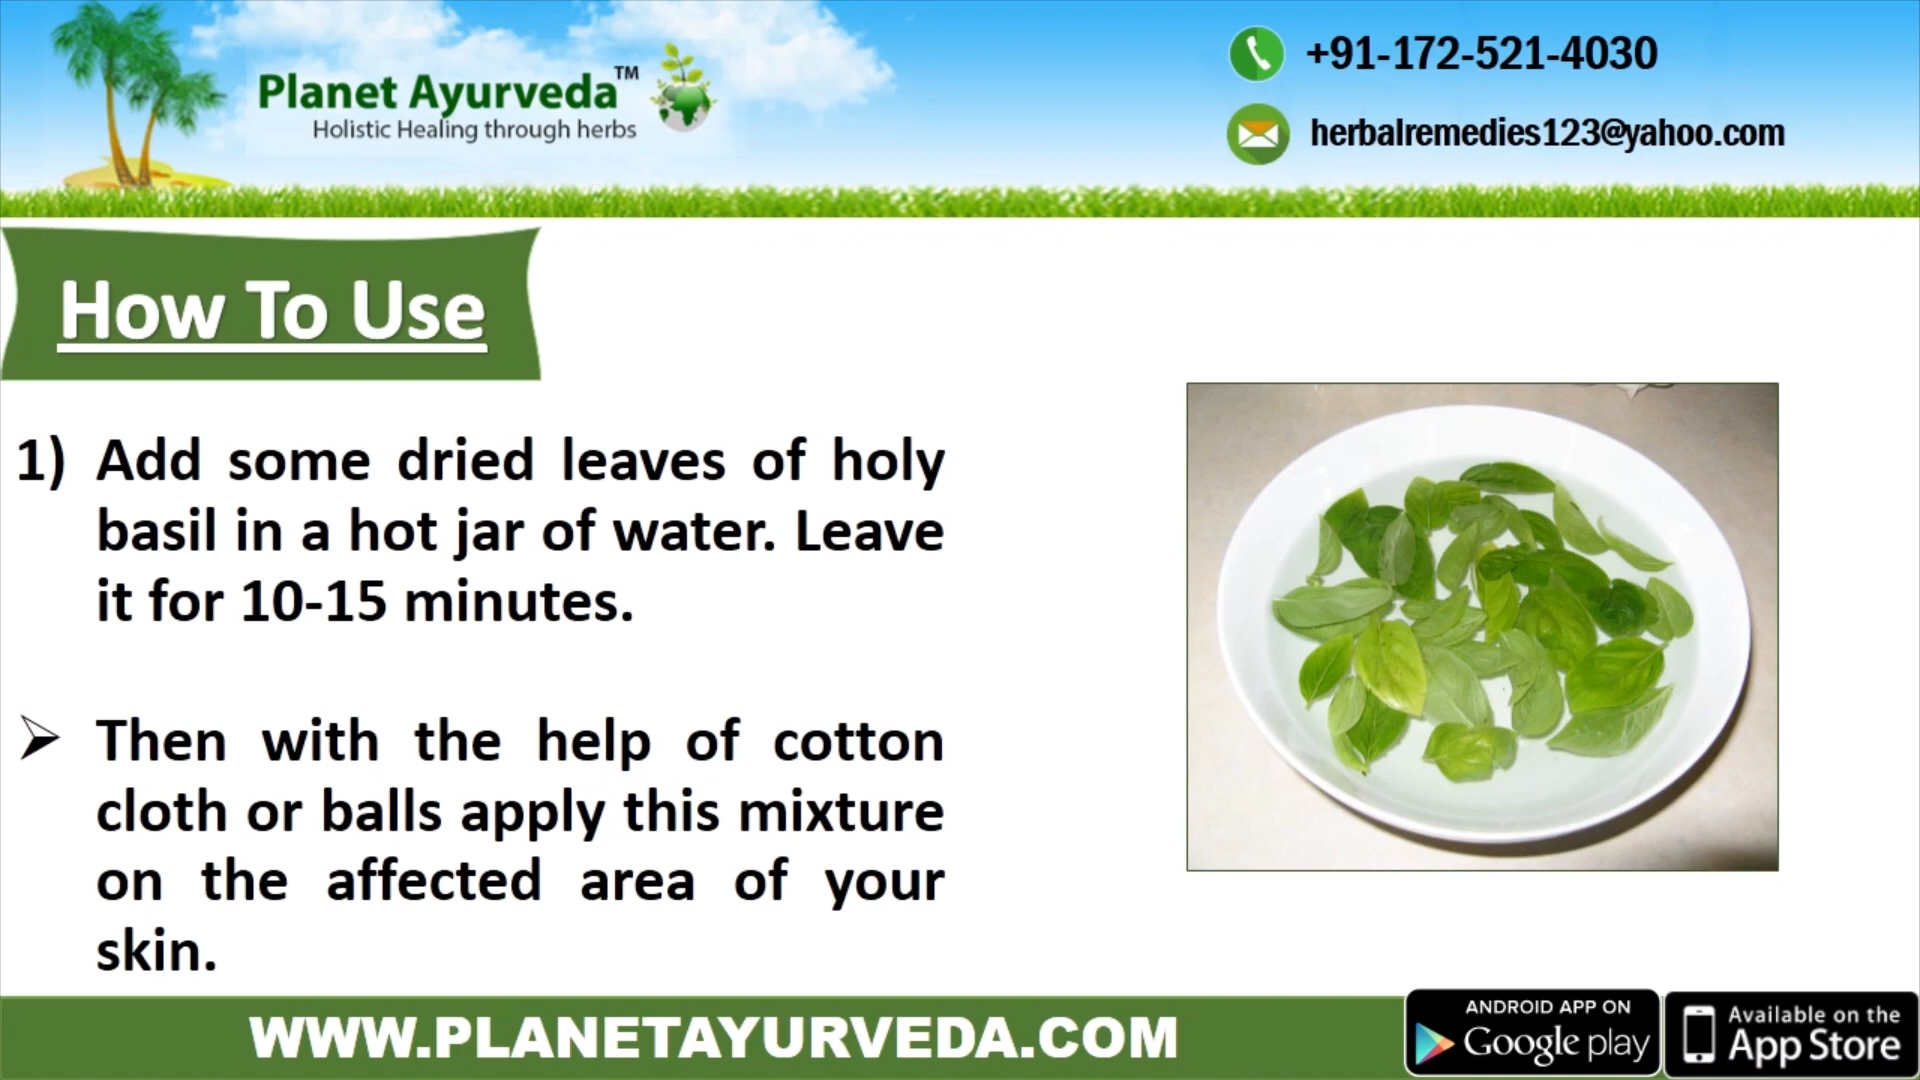 Planet Ayurveda™
Holistic Healing through herbs
+91-172-521-4030
herbalremedies123@yahoo.com
How To Use
1) Add some dried leaves of holy
basil in a hot jar of water. Leave
it for 10-15 minutes.
➢ Then with the help of cotton
cloth or balls apply this mixture
on the affected area of your
skin.
WWW.PLANETAYURVEDA.COM
ANDROID APP ON
Google play
Available on the
App Store